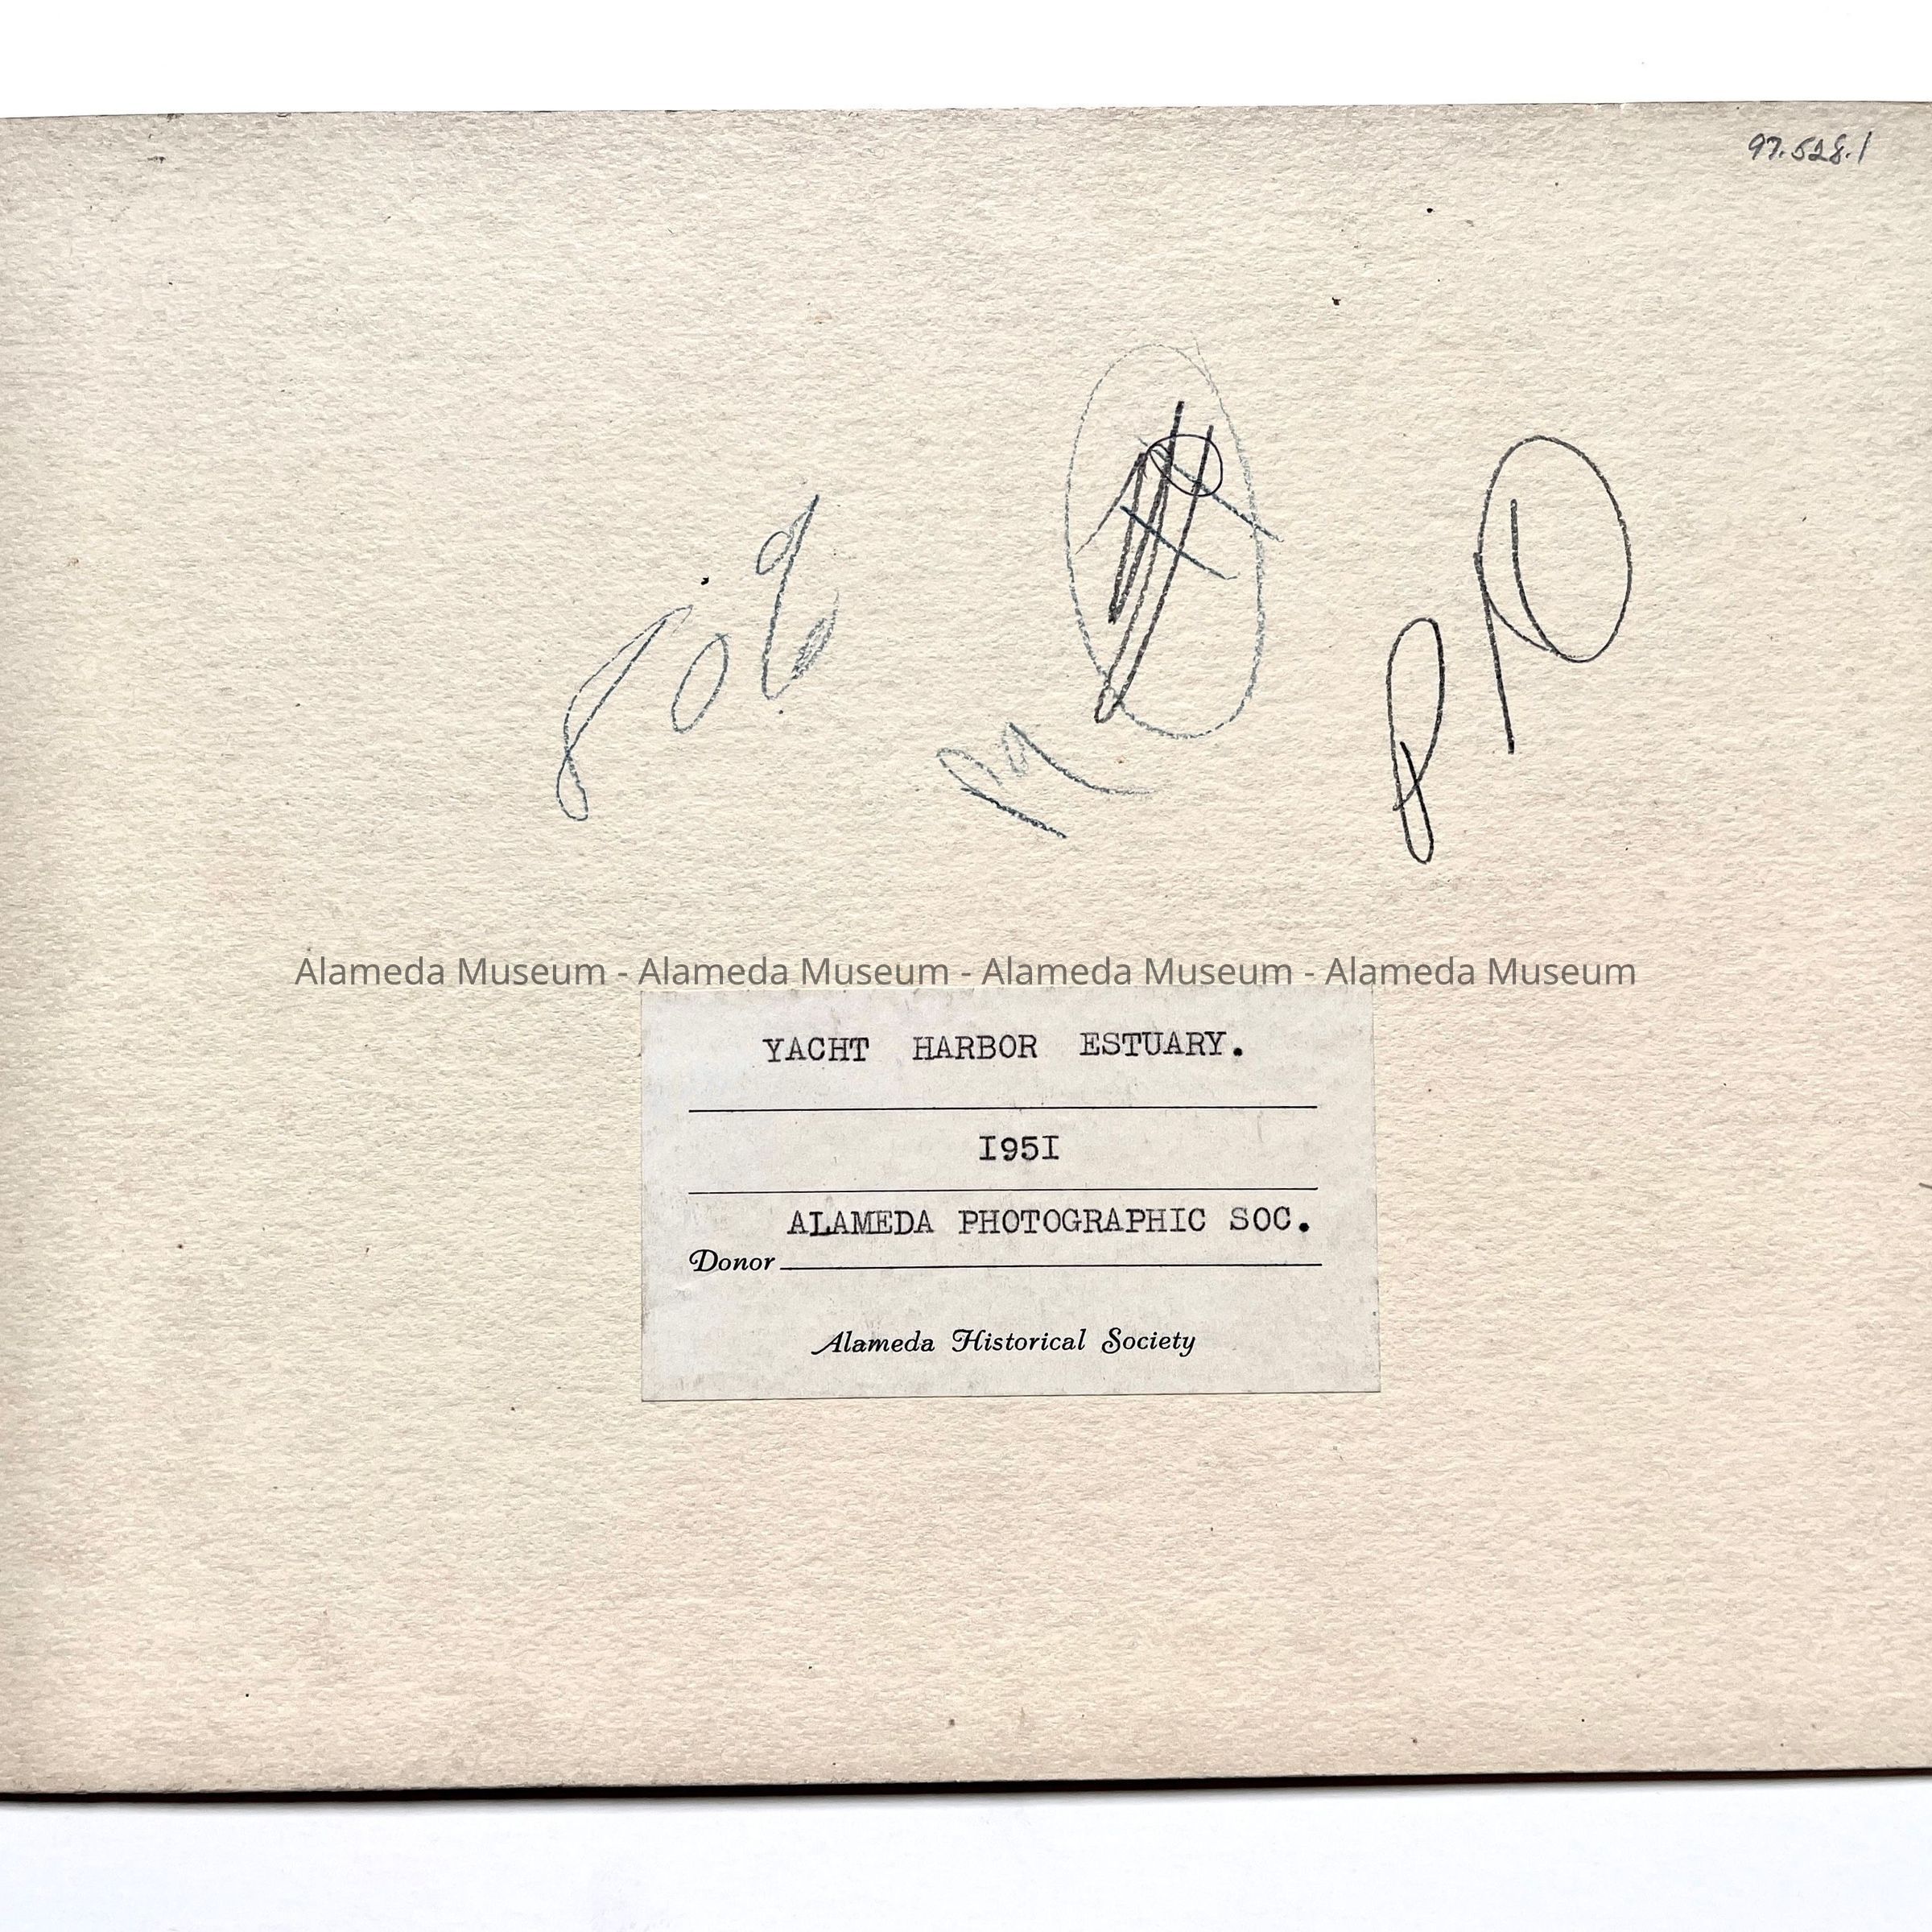 97.528.1
Alameda Museum - Alameda Museum - Alameda Museum - Alameda Museum
YACHT HARBOR ESTUARY.
I95I
ALAMEDA PHOTOGRAPHIC SOC.
Donor
Alameda Historical Society